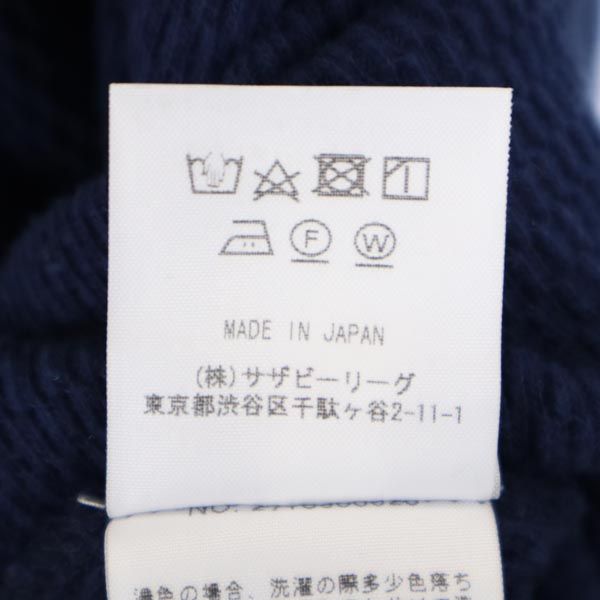 F W
MADE IN JAPAN
(株)サザビーリーグ
東京都渋谷区千駄ヶ谷2-11-1
NO.
濃色の場合、洗濯の際多少色落ち